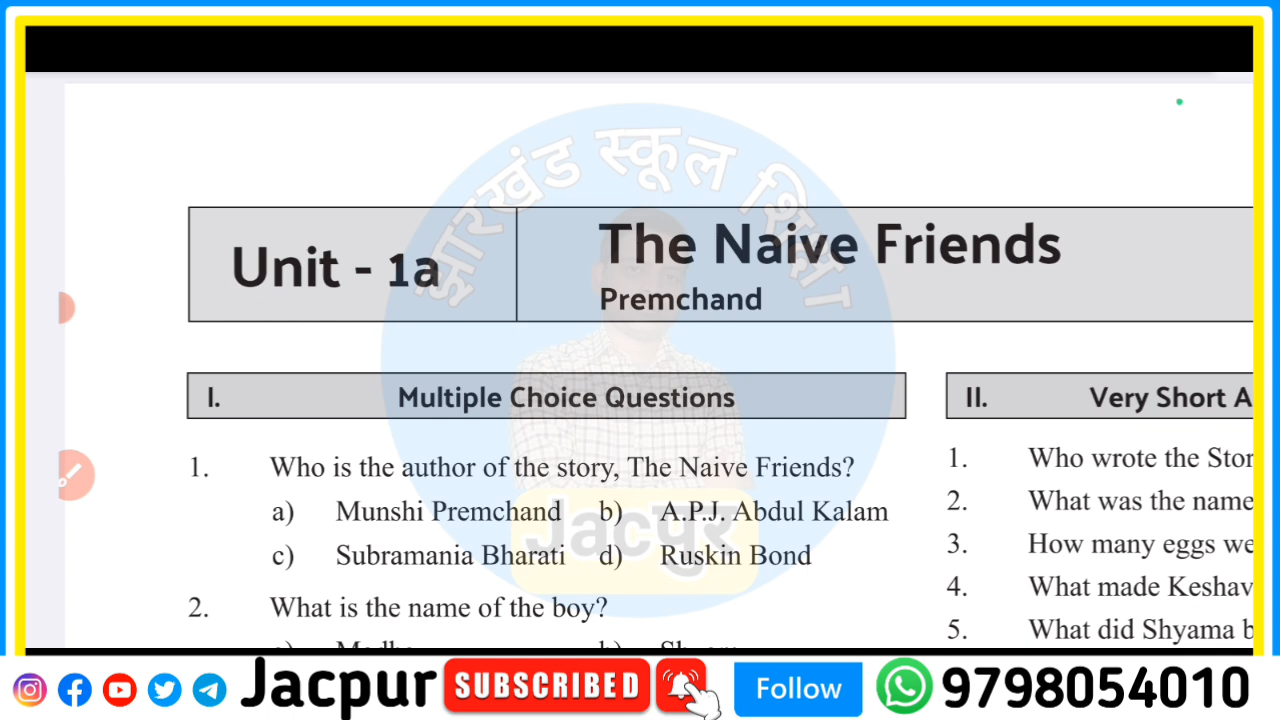 झारखंड स्कूल शिक्षा
Unit - 1a
The Naive Friends
Premchand
I. Multiple Choice Questions
1. Who is the author of the story, The Naive Friends?
a) Munshi Premchand b) A.P.J. Abdul Kalam
c) Subramania Bharati d) Ruskin Bond
2. What is the name of the boy?
II. Very Short A
1. Who wrote the Stor
2. What was the name
3. How many eggs we
4. What made Keshav
5. What did Shyama b
Jacपुर
Jacpur SUBSCRIBED Follow 9798054010